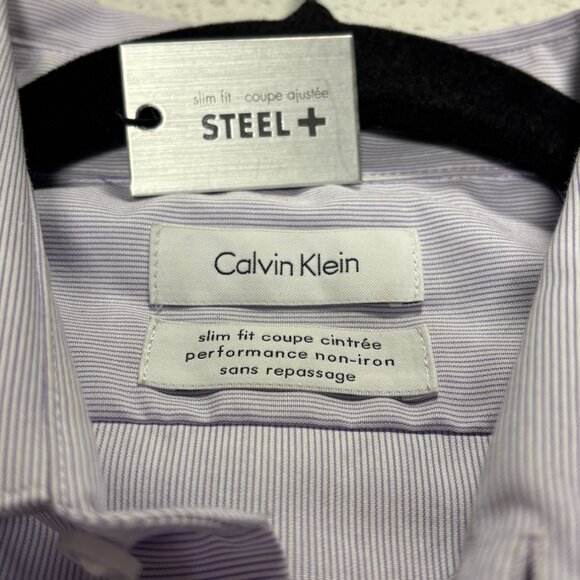 slim fit · coupe ajustée
STEEL +
Calvin Klein
slim fit coupe cintrée
performance non-iron
sans repassage